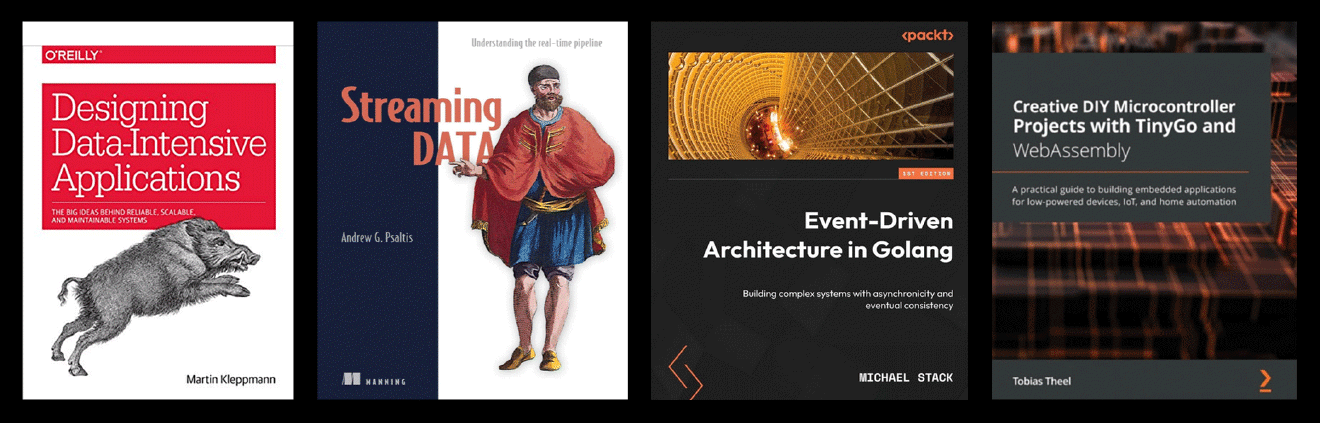 O'REILLY
Designing
Data-Intensive
Applications
THE BIG IDEAS BEHIND RELIABLE, SCALABLE,
AND MAINTAINABLE SYSTEMS
Martin Kleppmann
Understanding the real-time pipeline
Streaming
DATA
Andrew G. Psaltis
MANNING
<packt>
1ST EDITION
Event-Driven
Architecture in Golang
Building complex systems with asynchronicity and
eventual consistency
MICHAEL STACK
Creative DIY Microcontroller
Projects with TinyGo and
WebAssembly
A practical guide to building embedded applications
for low-powered devices, IoT, and home automation
Tobias Theel